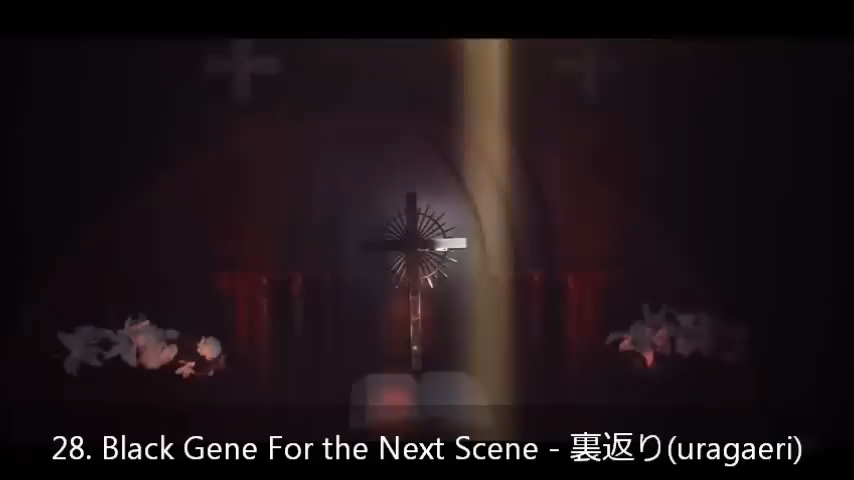 28. Black Gene For the Next Scene - 裏返り(uragaeri)